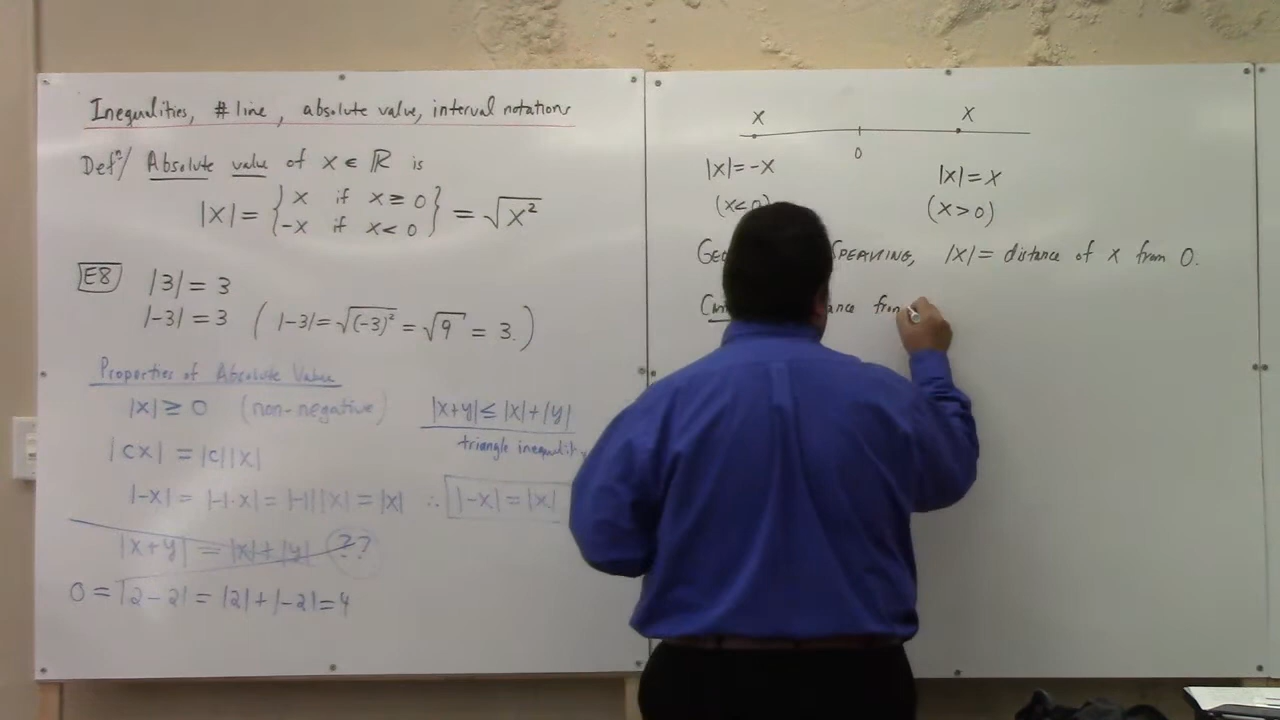 Inequalities, # line, absolute value, interval notations
Defⁿ/ Absolute value of x ∈ ℝ is
|x| = { x if x ≥ 0
-x if x < 0 } = √x²
E8 |3| = 3
|-3| = 3 ( |-3| = √(-3)² = √9 = 3. )
Properties of Absolute Value
|x| ≥ 0 (non-negative)
|cx| = |c||x|
|-x| = |-1·x| = |-1||x| = |x| ∴ |-x| = |x|
|x+y| = |x|+|y| ??
0 = |2-2| = |2|+|-2| = 4
|x+y| ≤ |x|+|y|
triangle
x x
0
|x| = -x |x| = x
(x<0) (x>0)
SPEAKING, |x| = distance of x from 0.